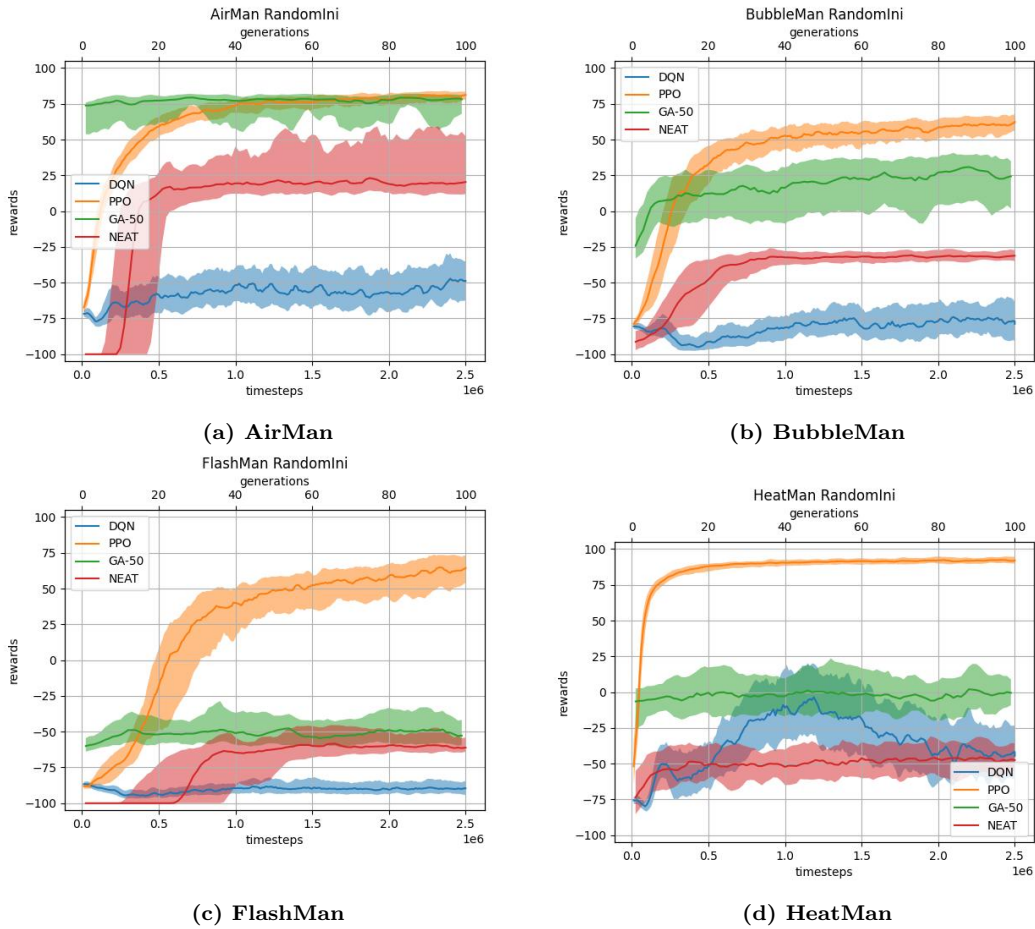 AirMan RandomIni
generations
1 20 40 60 80 100
100
75
50
25
0
−25
−50
−75
−100
rewards
DQN
PPO
GA-50
NEAT
0.0 0.5 1.0 1.5 2.0 2.5
1e6
timesteps
(a) AirMan
BubbleMan RandomIni
generations
0 20 40 60 80 100
100
75
50
25
0
−25
−50
−75
−100
rewards
DQN
PPO
GA-50
NEAT
0.0 0.5 1.0 1.5 2.0 2.5
1e6
timesteps
(b) BubbleMan
FlashMan RandomIni
generations
1 20 40 60 80 100
100
75
50
25
0
−25
−50
−75
−100
rewards
DQN
PPO
GA-50
NEAT
0.0 0.5 1.0 1.5 2.0 2.5
1e6
timesteps
(c) FlashMan
HeatMan RandomIni
generations
0 20 40 60 80 100
100
75
50
25
0
−25
−50
−75
−100
rewards
DQN
PPO
GA-50
NEAT
0.0 0.5 1.0 1.5 2.0 2.5
1e6
timesteps
(d) HeatMan